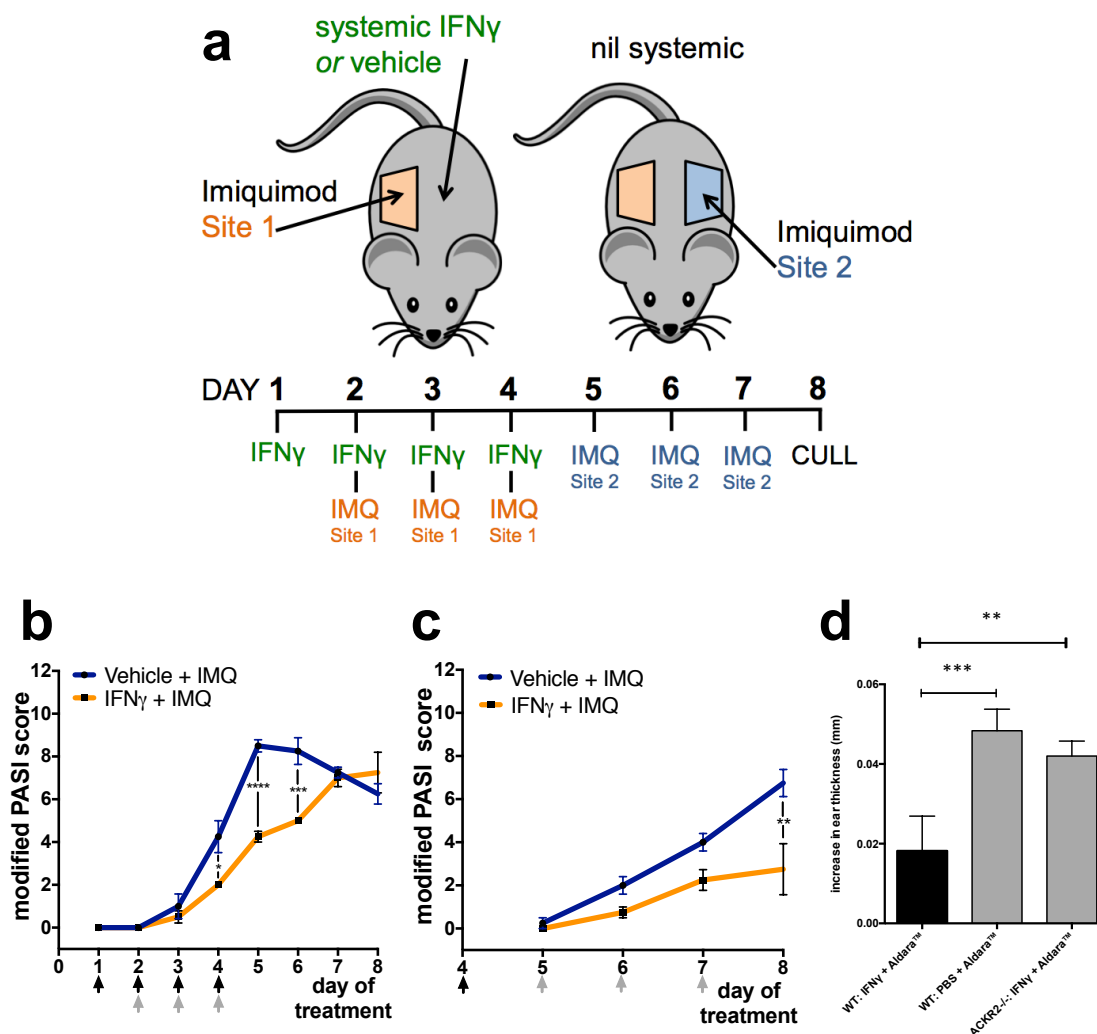 a
systemic IFNγ
or vehicle
nil systemic
Imiquimod
Site 1
Imiquimod
Site 2
DAY 1 2 3 4 5 6 7 8
IFNγ IFNγ IFNγ IFNγ IMQ IMQ IMQ CULL
Site 2 Site 2 Site 2
IMQ IMQ IMQ
Site 1 Site 1 Site 1
b
Vehicle + IMQ
IFNγ + IMQ
modified PASI score
12
10
8
6
4
2
0
****
***
*
0 1 2 3 4 5 6 7 8
day of
treatment
c
Vehicle + IMQ
IFNγ + IMQ
modified PASI score
12
10
8
6
4
2
0
**
4 5 6 7 8
day of
treatment
d
**
***
increase in ear thickness (mm)
0.06
0.04
0.02
0.00
WT: IFNγ + Aldara™
WT: PBS + Aldara™
ACKR2-/-: IFNγ + Aldara™